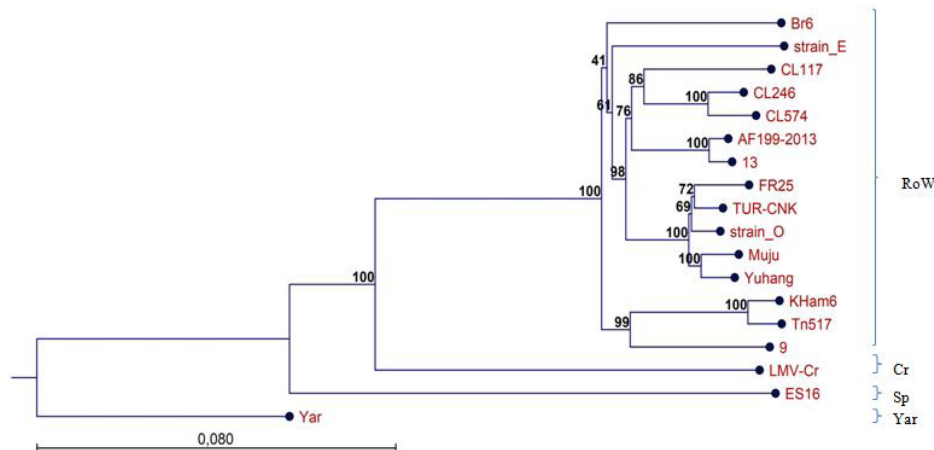 Br6
41
strain_E
CL117
86
CL246
100
61
76
CL574
AF199-2013
100
13
98
FR25
RoW
72
100
TUR-CNK
69
strain_O
100
Muju
100
Yuhang
100
KHam6
100
Tn517
99
9
LMV-Cr
Cr
ES16
Sp
Yar
Yar
0,080